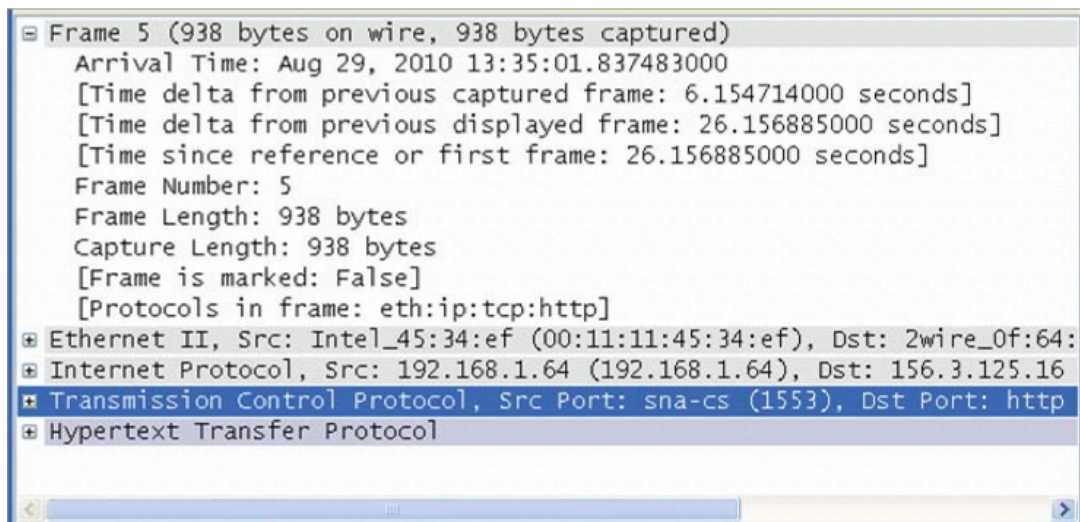 Frame 5 (938 bytes on wire, 938 bytes captured)
Arrival Time: Aug 29, 2010 13:35:01.837483000
[Time delta from previous captured frame: 6.154714000 seconds]
[Time delta from previous displayed frame: 26.156885000 seconds]
[Time since reference or first frame: 26.156885000 seconds]
Frame Number: 5
Frame Length: 938 bytes
Capture Length: 938 bytes
[Frame is marked: False]
[Protocols in frame: eth:ip:tcp:http]
Ethernet II, Src: Intel_45:34:ef (00:11:11:45:34:ef), Dst: 2wire_0f:64:
Internet Protocol, Src: 192.168.1.64 (192.168.1.64), Dst: 156.3.125.16
Transmission Control Protocol, Src Port: sna-cs (1553), Dst Port: http
Hypertext Transfer Protocol